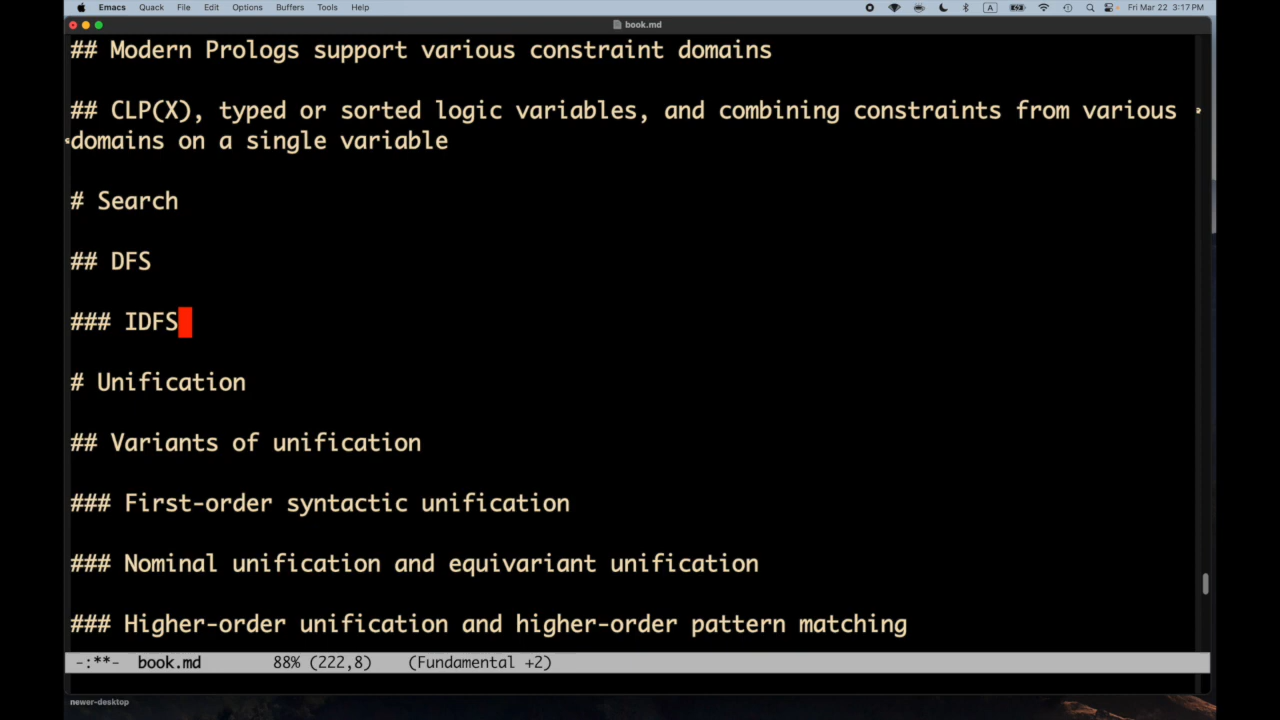 Emacs Quack File Edit Options Buffers Tools Help A Fri Mar 22 3:17 PM
book.md
## Modern Prologs support various constraint domains
## CLP(X), typed or sorted logic variables, and combining constraints from various
domains on a single variable
# Search
## DFS
### IDFS
# Unification
## Variants of unification
### First-order syntactic unification
### Nominal unification and equivariant unification
### Higher-order unification and higher-order pattern matching
-:**- book.md 88% (222,8) (Fundamental +2)
newer-desktop